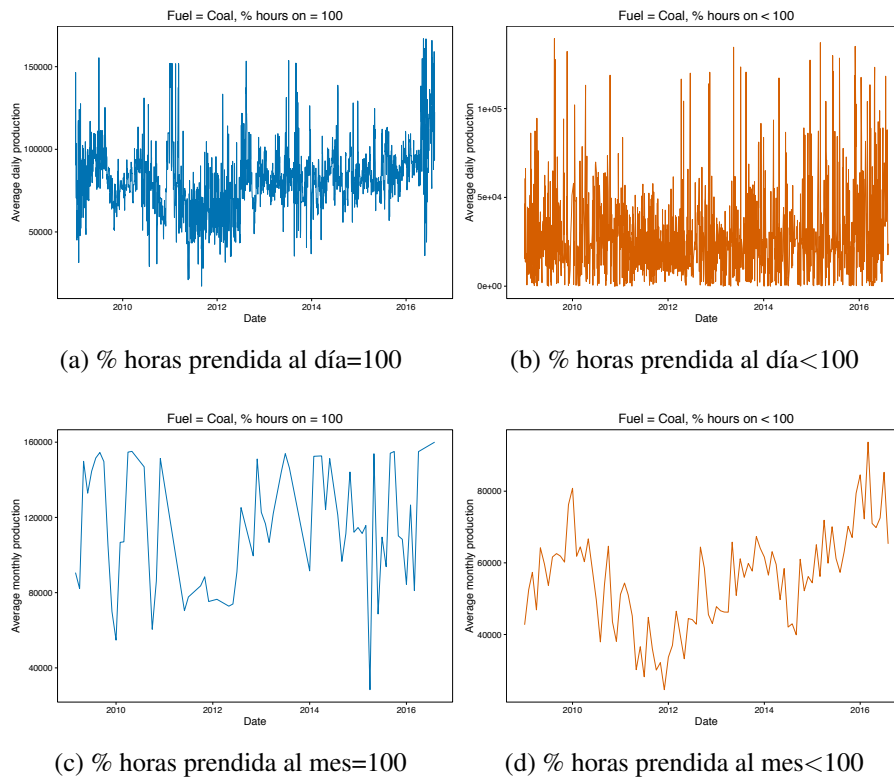 Fuel = Coal, % hours on = 100
Average daily production
150000
100000
50000
2010
2012
2014
2016
Date
(a) % horas prendida al día=100
Fuel = Coal, % hours on < 100
Average daily production
1e+05
5e+04
0e+00
2010
2012
2014
2016
Date
(b) % horas prendida al día<100
Fuel = Coal, % hours on = 100
Average monthly production
160000
120000
80000
40000
2010
2012
2014
2016
Date
(c) % horas prendida al mes=100
Fuel = Coal, % hours on < 100
Average monthly production
80000
60000
40000
2010
2012
2014
2016
Date
(d) % horas prendida al mes<100